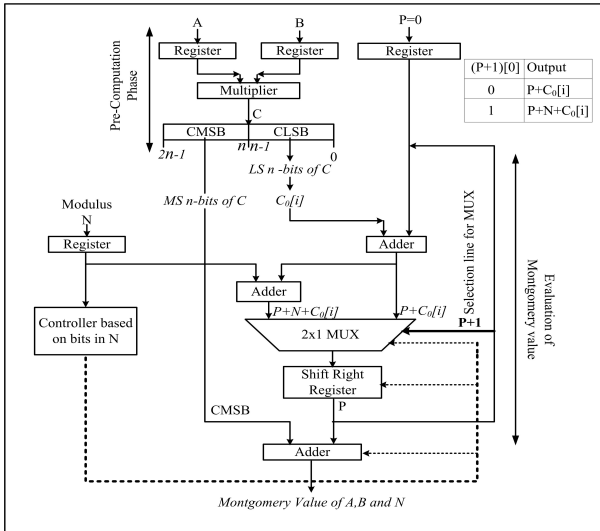 A
B
P=0
Register
Register
Register
Pre-Computation
Phase
Multiplier
C
CMSB
CLSB
2n-1
n
n-1
0
(P+1)[0] Output
0 P+C₀[i]
1 P+N+C₀[i]
LS n -bits of C
MS n-bits of C
C₀[i]
Modulus
N
Register
Adder
Selection line for MUX
Evaluation of
Montgomery value
Adder
P+N+C₀[i]
P+C₀[i]
P+1
Controller based
on bits in N
2x1 MUX
Shift Right
Register
CMSB
P
Adder
Montgomery Value of A,B and N